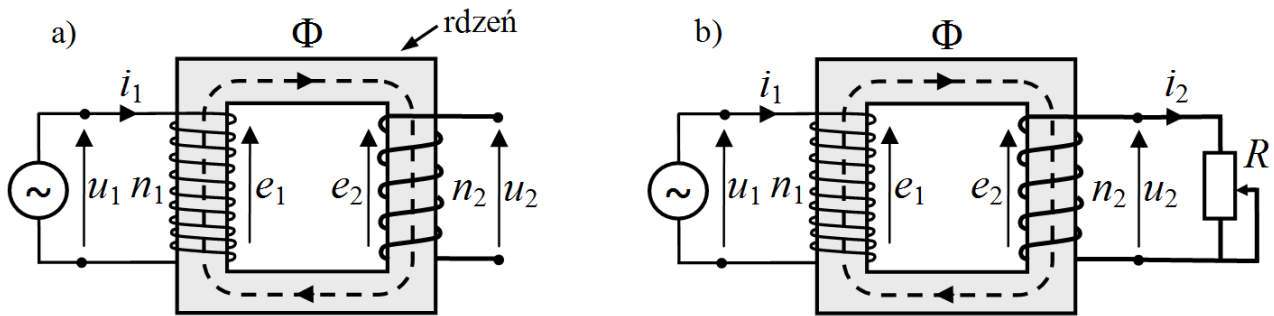 a)
Φ
rdzeń
i1
u1
n1
e1
e2
n2
u2
~
b)
Φ
i1
i2
u1
n1
e1
e2
n2
u2
R
~